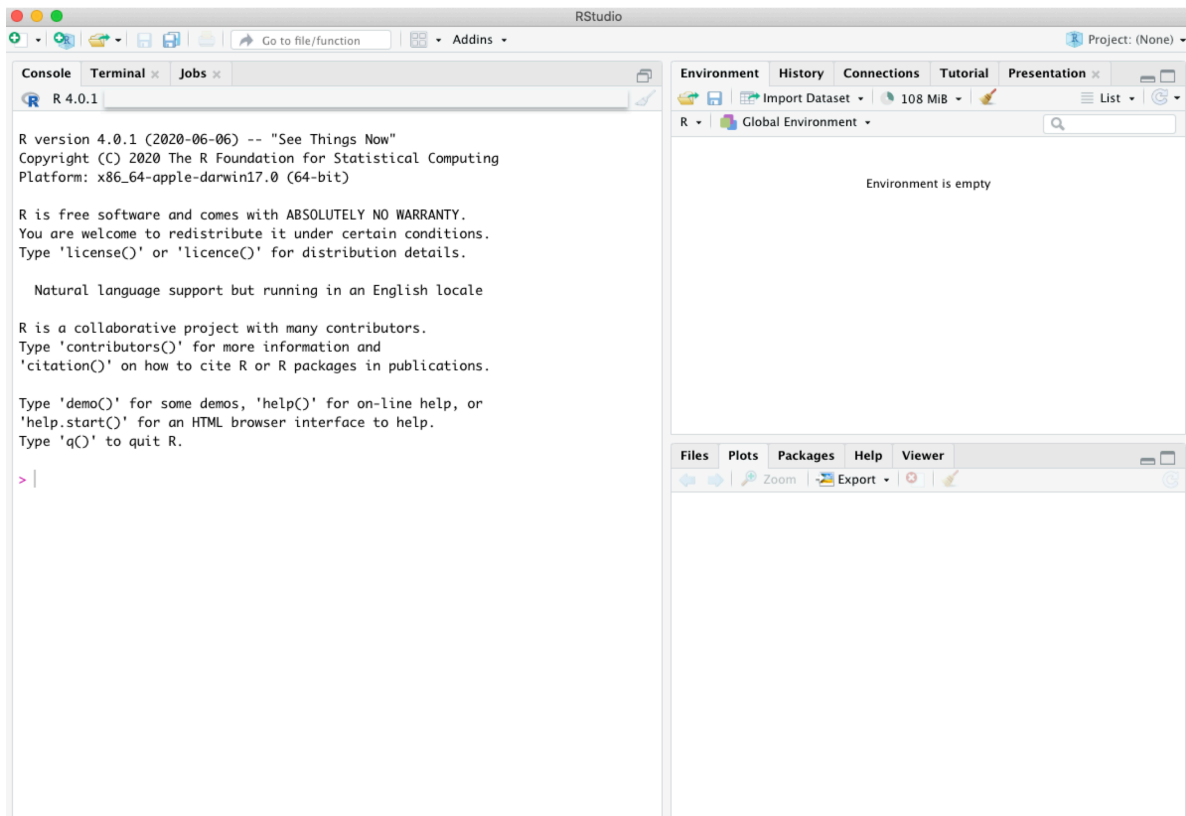 RStudio
Go to file/function
Addins
Project: (None)
Console Terminal Jobs
R 4.0.1
R version 4.0.1 (2020-06-06) -- "See Things Now"
Copyright (C) 2020 The R Foundation for Statistical Computing
Platform: x86_64-apple-darwin17.0 (64-bit)
R is free software and comes with ABSOLUTELY NO WARRANTY.
You are welcome to redistribute it under certain conditions.
Type 'license()' or 'licence()' for distribution details.
Natural language support but running in an English locale
R is a collaborative project with many contributors.
Type 'contributors()' for more information and
'citation()' on how to cite R or R packages in publications.
Type 'demo()' for some demos, 'help()' for on-line help, or
'help.start()' for an HTML browser interface to help.
Type 'q()' to quit R.
>
Environment History Connections Tutorial Presentation
Import Dataset 108 MiB List
R Global Environment
Environment is empty
Files Plots Packages Help Viewer
Zoom Export